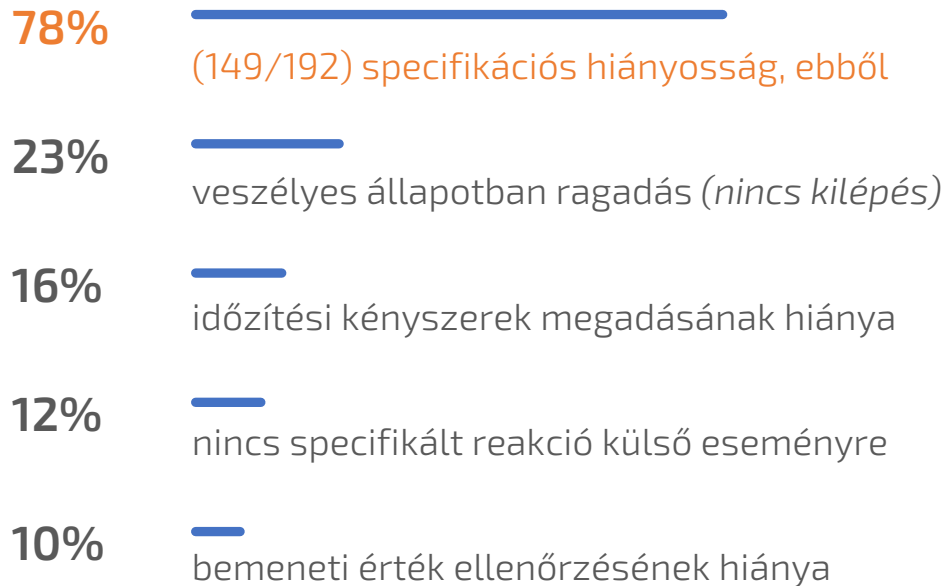 78%
(149/192) specifikációs hiányosság, ebből
23%
veszélyes állapotban ragadás (nincs kilépés)
16%
időzítési kényszerek megadásának hiánya
12%
nincs specifikált reakció külső eseményre
10%
bemeneti érték ellenőrzésének hiánya